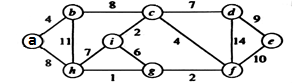 b 8 c 7 d
4 2 9
a 11 i 4 14 e
8 7 6 10
h 1 g 2 f